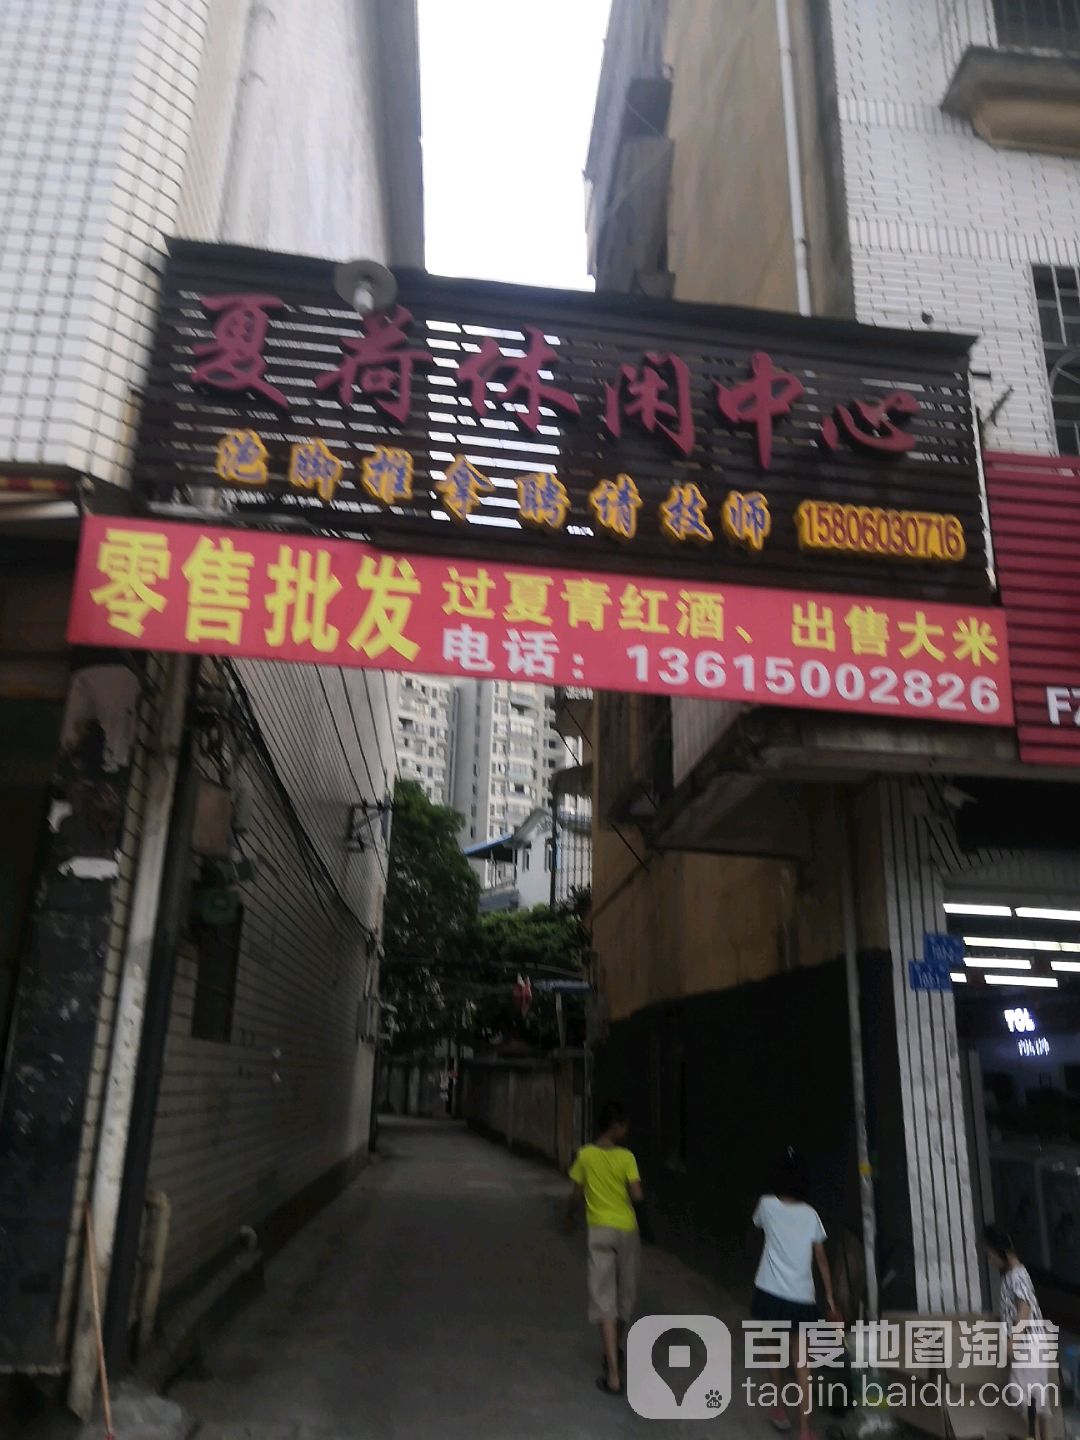 夏荷休闲中心
泡脚推拿聘请技师 15806030716
零售批发 过夏青红酒、出售大米
电话：13615002826
FZ
百度地图淘金
taojin.baidu.com